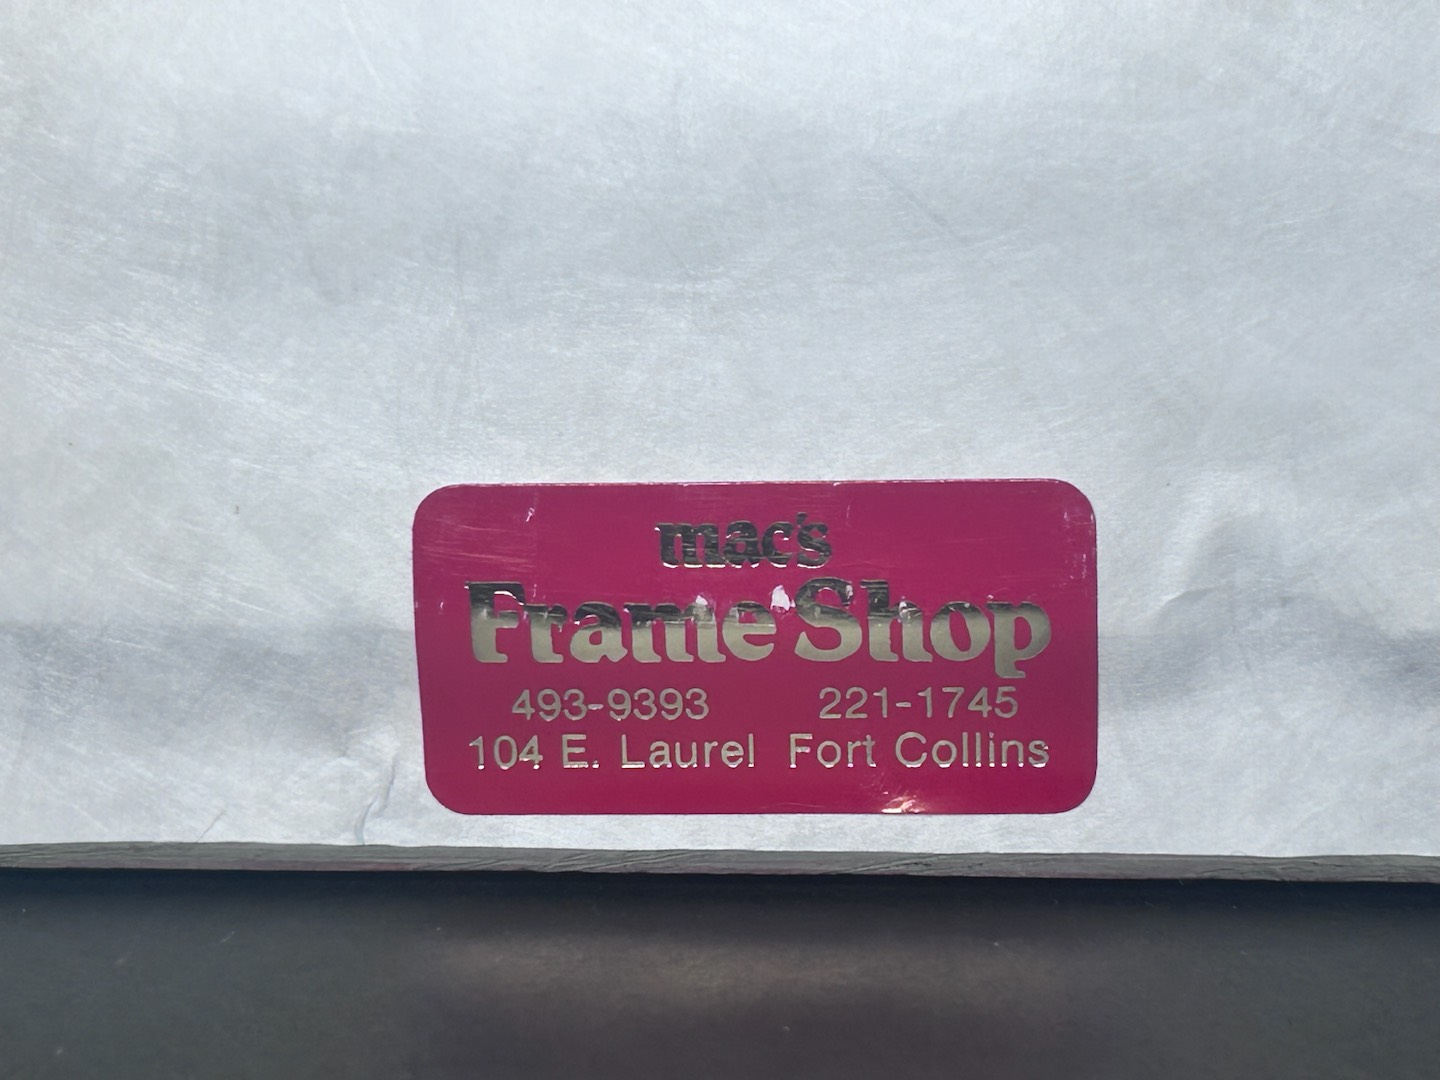 mac's
Frame Shop
493-9393 221-1745
104 E. Laurel Fort Collins